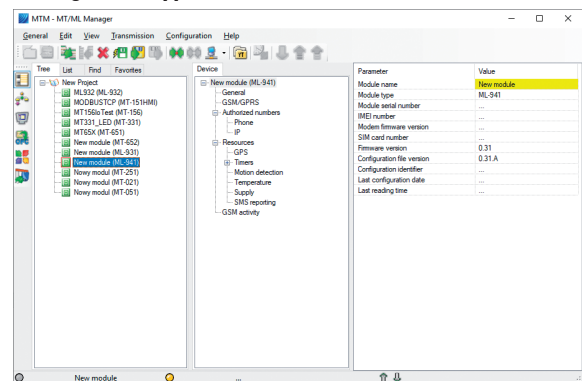 MTM - MT/ML Manager
General Edit View Transmission Configuration Help
Tree List Find Favorites
New Project
ML932 (ML-932)
MODBUSTCP (MT-151HMI)
MT156IoTest (MT-156)
MT331_LED (MT-331)
MT65X (MT-651)
New modulel (MT-652)
New module (ML-931)
New module (ML-941)
Nowy modul (MT-251)
Nowy modul (MT-021)
Nowy modul (MT-051)
Device
New module (ML-941)
General
GSM/GPRS
Authorized numbers
Phone
IP
Resources
GPS
Timers
Motion detection
Temperature
Supply
SMS reporting
GSM activity
Parameter Value
Module name New module
Module type ML-941
Module serial number ...
IMEI number ...
Modem firmware version ...
SIM card number ...
Firmware version 0.31
Configuration file version 0.31.A
Configuration identifier ...
Last configuration date ...
Last reading time ...
New module ...